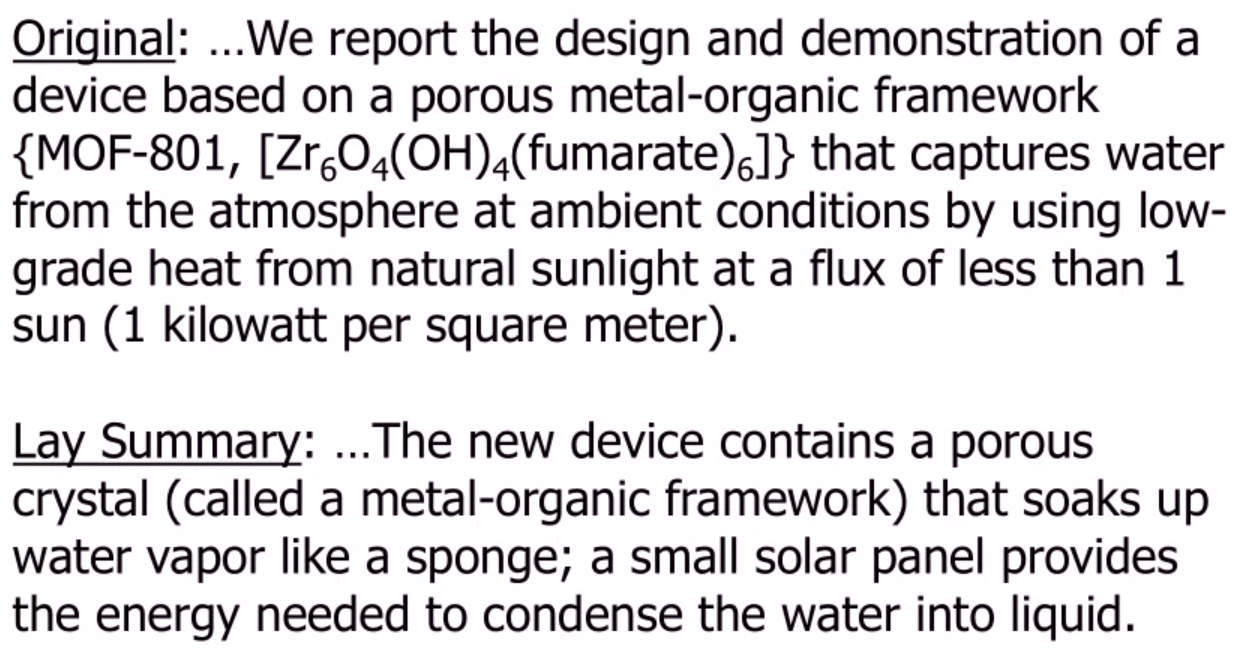 Original: ...We report the design and demonstration of a
device based on a porous metal-organic framework
{MOF-801, [Zr₆O₄(OH)₄(fumarate)₆]} that captures water
from the atmosphere at ambient conditions by using low-
grade heat from natural sunlight at a flux of less than 1
sun (1 kilowatt per square meter).
Lay Summary: ...The new device contains a porous
crystal (called a metal-organic framework) that soaks up
water vapor like a sponge; a small solar panel provides
the energy needed to condense the water into liquid.